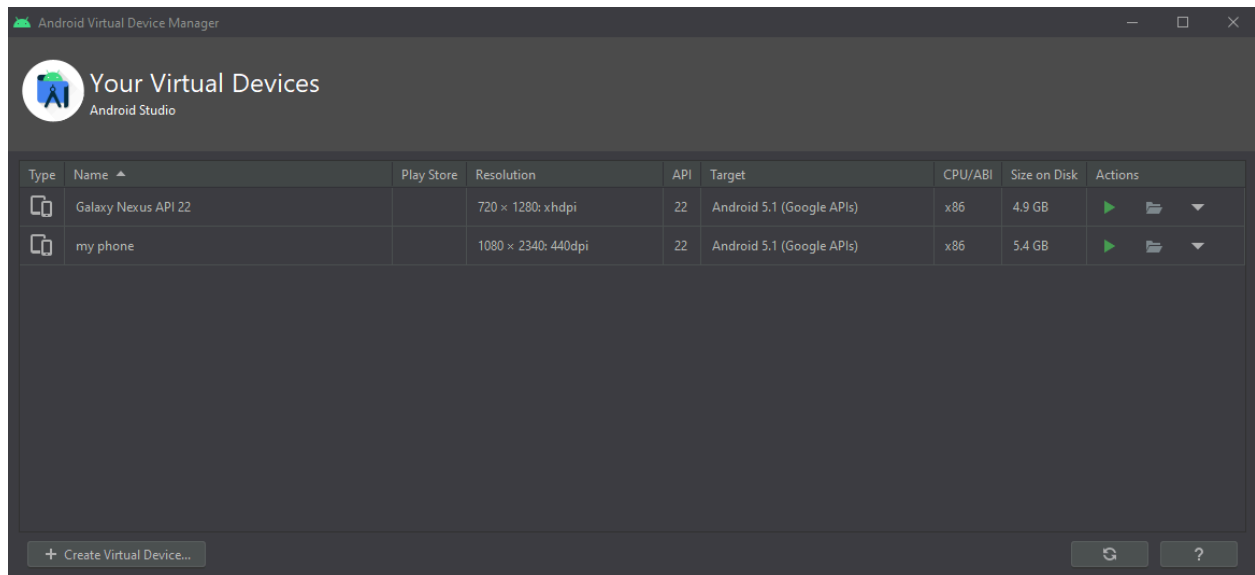 Android Virtual Device Manager
Your Virtual Devices
Android Studio
Type Name Play Store Resolution API Target CPU/ABI Size on Disk Actions
Galaxy Nexus API 22 720 × 1280: xhdpi 22 Android 5.1 (Google APIs) x86 4.9 GB
my phone 1080 × 2340: 440dpi 22 Android 5.1 (Google APIs) x86 5.4 GB
+ Create Virtual Device... ?